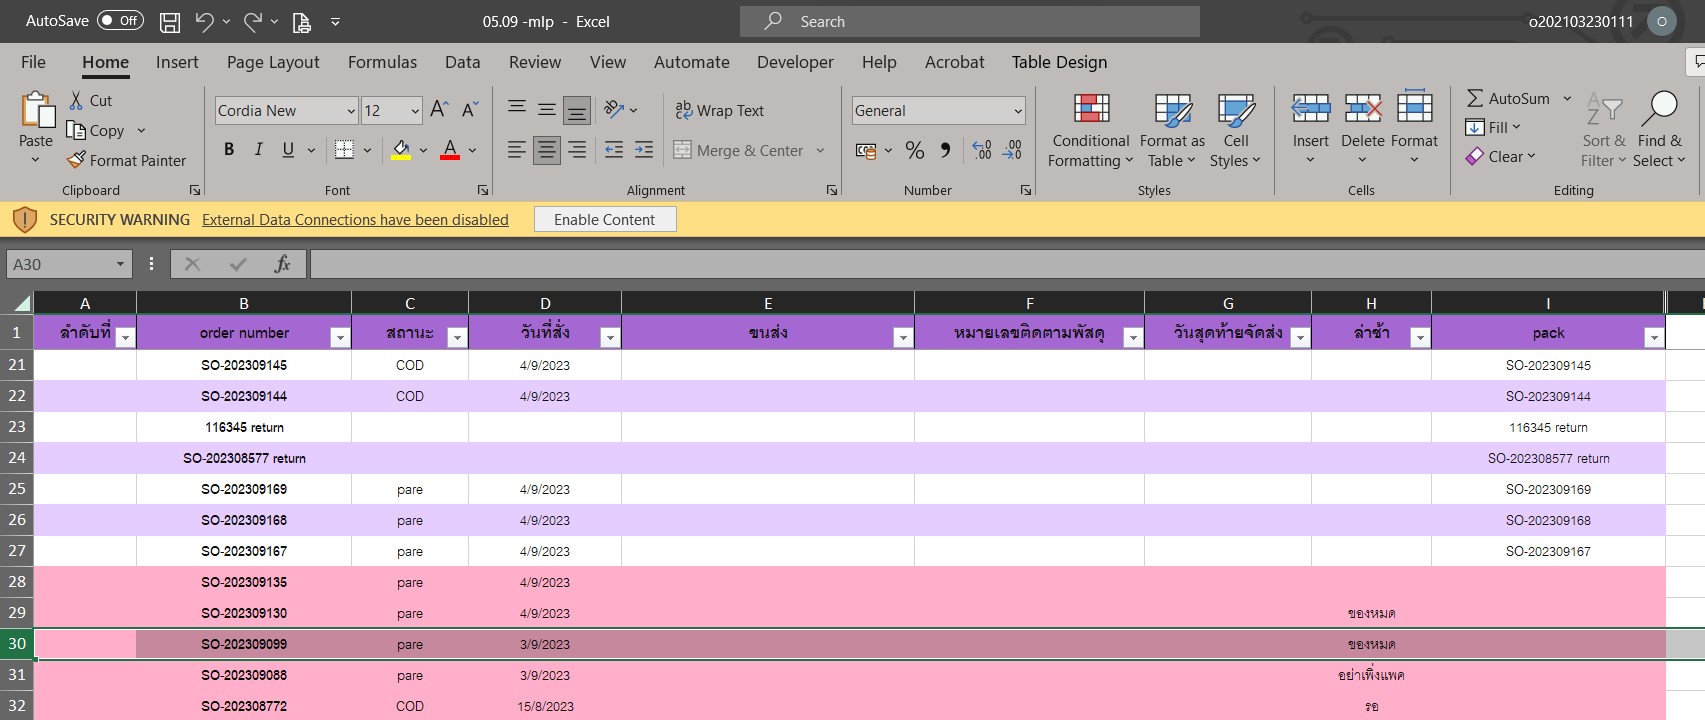 AutoSave Off 05.09 -mlp - Excel Search o202103230111 O
File Home Insert Page Layout Formulas Data Review View Automate Developer Help Acrobat Table Design
Paste Cut Copy Format Painter Clipboard
Cordia New 12 A A B I U A Font
ab Wrap Text Merge & Center Alignment
General % 9 .00 .00 Number
Conditional Formatting Format as Table Cell Styles Styles
Insert Delete Format Cells
AutoSum Fill Clear Sort & Filter Find & Select Editing
SECURITY WARNING External Data Connections have been disabled Enable Content
A30 fx
A B C D E F G H I
1 ลำดับที่ order number สถานะ วันที่สั่ง ขนส่ง หมายเลขติดตามพัสดุ วันสุดท้ายจัดส่ง ล่าช้า pack
21 SO-202309145 COD 4/9/2023 SO-202309145
22 SO-202309144 COD 4/9/2023 SO-202309144
23 116345 return 116345 return
24 SO-202308577 return SO-202308577 return
25 SO-202309169 pare 4/9/2023 SO-202309169
26 SO-202309168 pare 4/9/2023 SO-202309168
27 SO-202309167 pare 4/9/2023 SO-202309167
28 SO-202309135 pare 4/9/2023
29 SO-202309130 pare 4/9/2023 ของหมด
30 SO-202309099 pare 3/9/2023 ของหมด
31 SO-202309088 pare 3/9/2023 อย่าเพิ่งแพค
32 SO-202308772 COD 15/8/2023 รอ